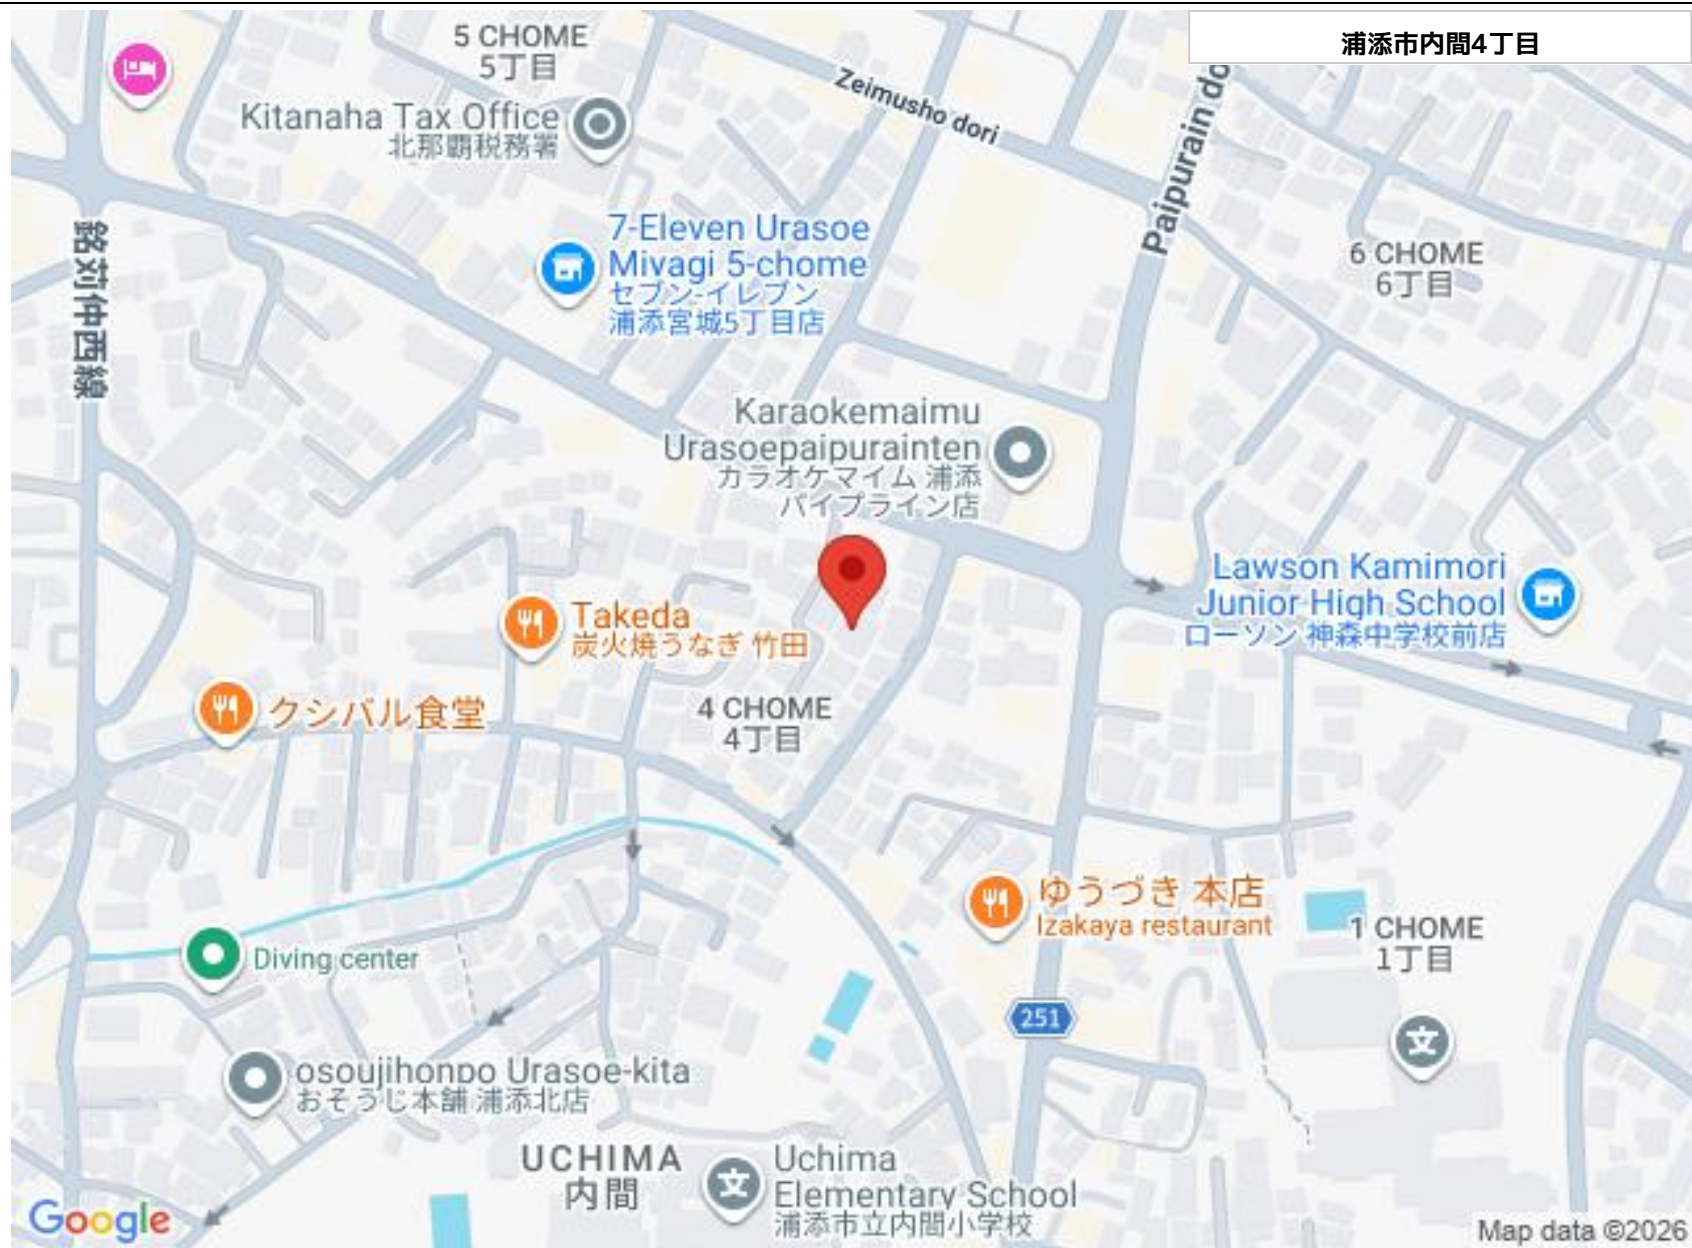 浦添市内間4丁目
5 CHOME
5丁目
Zeimusho dori
Paipurain do
Kitanaha Tax Office
北那覇税務署
銘苅仲西線
7-Eleven Urasoe
Miyagi 5-chome
セブン-イレブン
浦添宮城5丁目店
6 CHOME
6丁目
Karaokemaimu
Urasoepaipurainten
カラオケマイム 浦添
パイプライン店
Lawson Kamimori
Junior High School
ローソン 神森中学校前店
Takeda
炭火焼うなぎ 竹田
クシバル食堂
4 CHOME
4丁目
ゆうづき 本店
Izakaya restaurant
1 CHOME
1丁目
Diving center
251
文
osoujihonpo Urasoe-kita
おそうじ本舗 浦添北店
UCHIMA
内間
文
Uchima
Elementary School
浦添市立内間小学校
Google
Map data ©2026